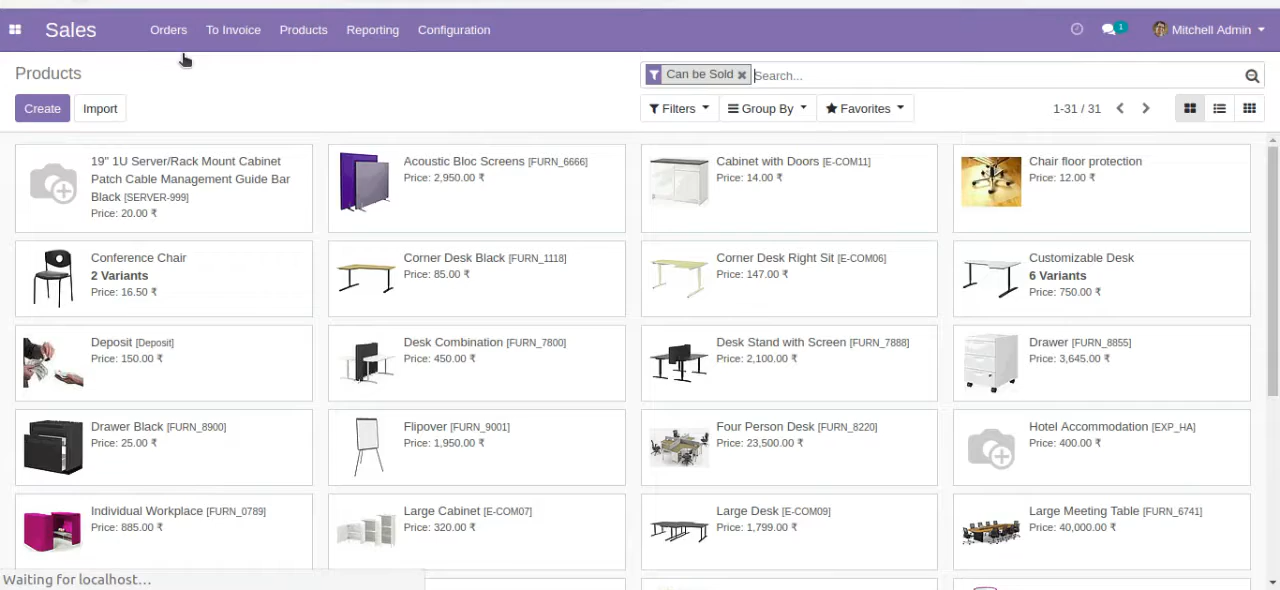 Sales Orders To Invoice Products Reporting Configuration 1 Mitchell Admin
Products
Can be Sold Search...
Create Import
Filters Group By Favorites 1-31 / 31
19" 1U Server/Rack Mount Cabinet
Patch Cable Management Guide Bar
Black [SERVER-999]
Price: 20.00 ₹
Acoustic Bloc Screens [FURN_6666]
Price: 2,950.00 ₹
Cabinet with Doors [E-COM11]
Price: 14.00 ₹
Chair floor protection
Price: 12.00 ₹
Conference Chair
2 Variants
Price: 16.50 ₹
Corner Desk Black [FURN_1118]
Price: 85.00 ₹
Corner Desk Right Sit [E-COM06]
Price: 147.00 ₹
Customizable Desk
6 Variants
Price: 750.00 ₹
Deposit [Deposit]
Price: 150.00 ₹
Desk Combination [FURN_7800]
Price: 450.00 ₹
Desk Stand with Screen [FURN_7888]
Price: 2,100.00 ₹
Drawer [FURN_8855]
Price: 3,645.00 ₹
Drawer Black [FURN_8900]
Price: 25.00 ₹
Flipover [FURN_9001]
Price: 1,950.00 ₹
Four Person Desk [FURN_8220]
Price: 23,500.00 ₹
Hotel Accommodation [EXP_HA]
Price: 400.00 ₹
Individual Workplace [FURN_0789]
Price: 885.00 ₹
Large Cabinet [E-COM07]
Price: 320.00 ₹
Large Desk [E-COM09]
Price: 1,799.00 ₹
Large Meeting Table [FURN_6741]
Price: 40,000.00 ₹
Waiting for localhost...